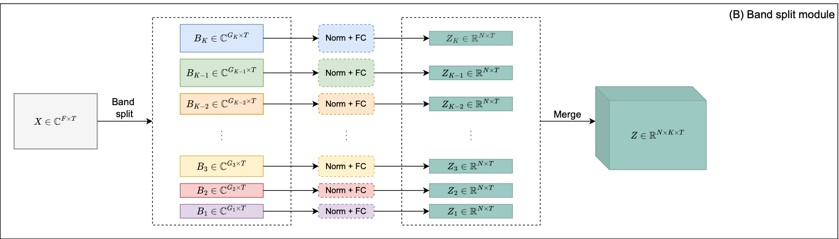 (B) Band split module
X ∈ ℂ^{F×T}
Band
split
B_K ∈ ℂ^{G_K×T}
Norm + FC
Z_K ∈ ℝ^{N×T}
B_{K−1} ∈ ℂ^{G_{K−1}×T}
Norm + FC
Z_{K−1} ∈ ℝ^{N×T}
B_{K−2} ∈ ℂ^{G_{K−2}×T}
Norm + FC
Z_{K−2} ∈ ℝ^{N×T}
⋮
⋮
⋮
B_3 ∈ ℂ^{G_3×T}
Norm + FC
Z_3 ∈ ℝ^{N×T}
B_2 ∈ ℂ^{G_2×T}
Norm + FC
Z_2 ∈ ℝ^{N×T}
B_1 ∈ ℂ^{G_1×T}
Norm + FC
Z_1 ∈ ℝ^{N×T}
Merge
Z ∈ ℝ^{N×K×T}